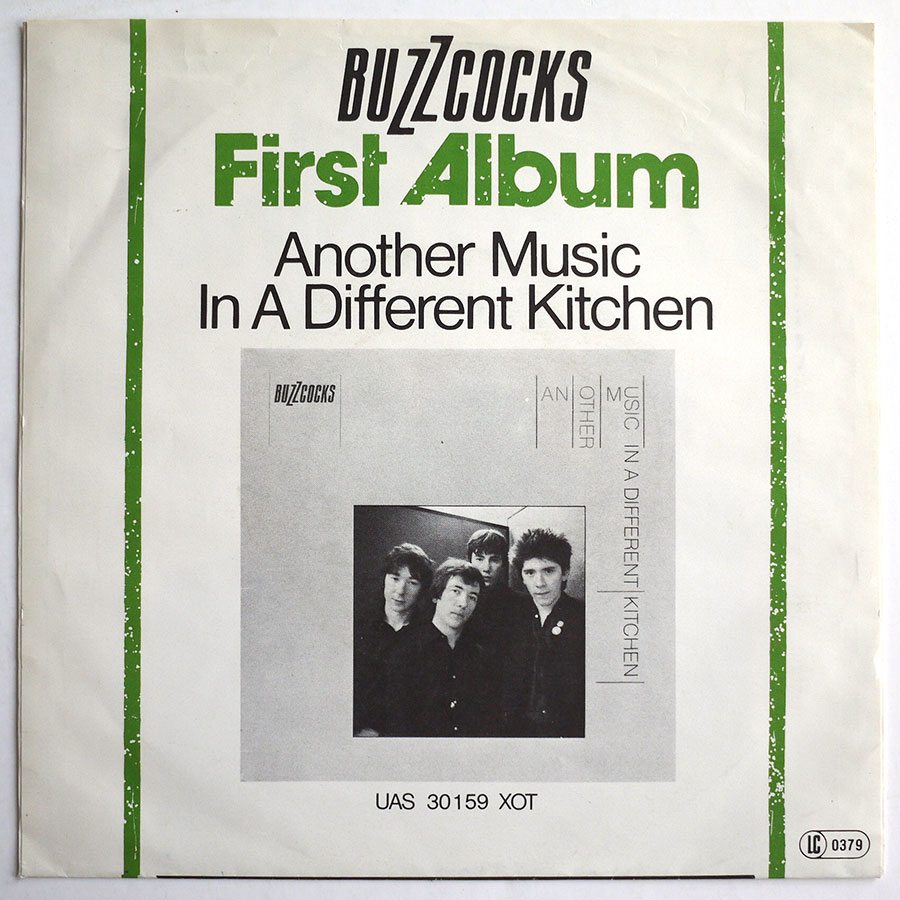 BUZZCOCKS
First Album
Another Music
In A Different Kitchen
BUZZCOCKS
AN
OTHER
MUSIC IN A DIFFERENT KITCHEN
UAS 30159 XOT
LC 0379